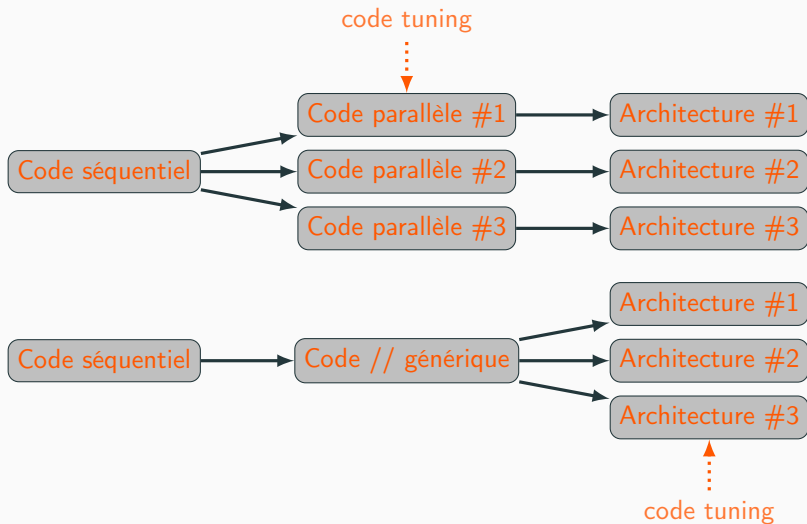 code tuning
Code parallèle #1
Architecture #1
Code séquentiel
Code parallèle #2
Architecture #2
Code parallèle #3
Architecture #3
Architecture #1
Code séquentiel
Code // générique
Architecture #2
Architecture #3
code tuning